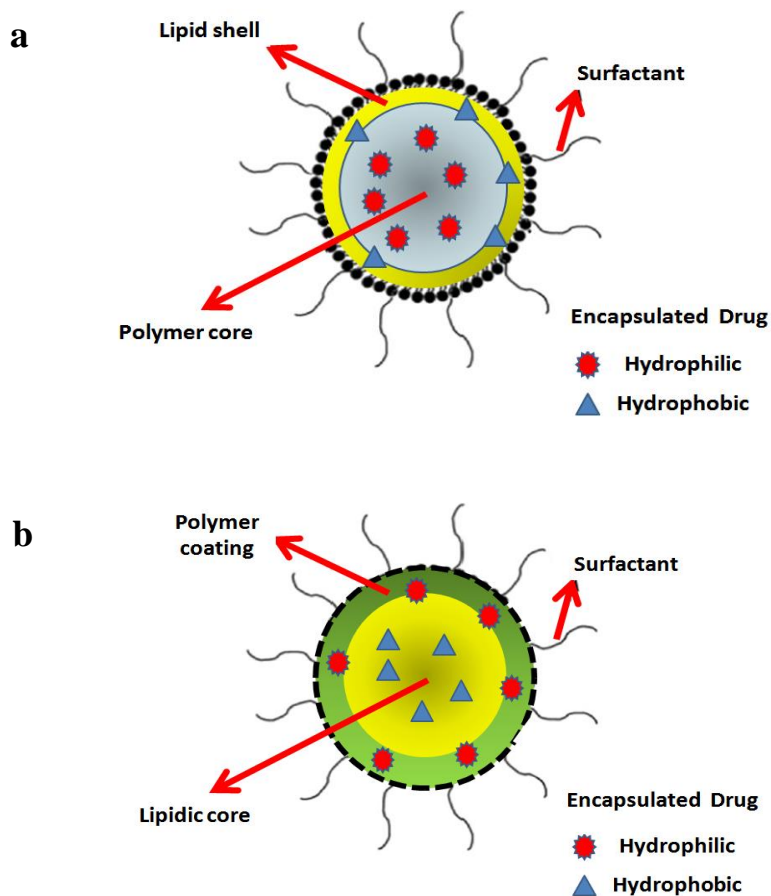 a
Lipid shell
Surfactant
Polymer core
Encapsulated Drug
Hydrophilic
Hydrophobic
b
Polymer
coating
Surfactant
Lipidic core
Encapsulated Drug
Hydrophilic
Hydrophobic